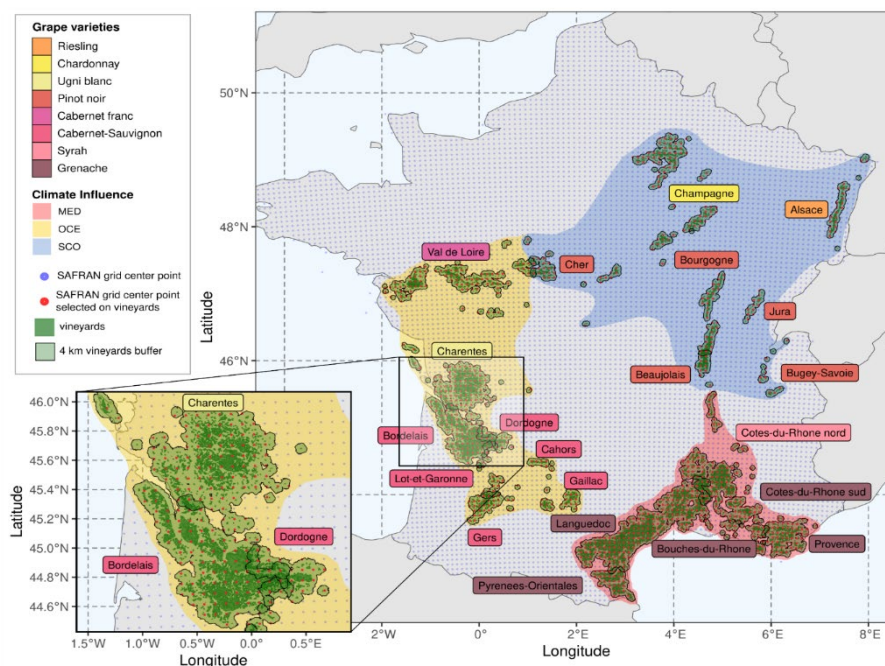 Grape varieties
Riesling
Chardonnay
Ugni blanc
Pinot noir
Cabernet franc
Cabernet-Sauvignon
Syrah
Grenache
Climate Influence
MED
OCE
SCO
SAFRAN grid center point
SAFRAN grid center point
selected on vineyards
vineyards
4 km vineyards buffer
50°N
48°N
46°N
44°N
Latitude
Champagne
Alsace
Val de Loire
Cher
Bourgogne
Jura
Charentes
Beaujolais
Bugey-Savoie
Bordelais
Dordogne
Cotes-du-Rhone nord
Cahors
Lot-et-Garonne
Gaillac
Cotes-du-Rhone sud
Languedoc
Gers
Bouches-du-Rhone
Provence
Pyrenees-Orientales
2°W
0°
2°E
4°E
6°E
Longitude
46.0°N
45.8°N
45.6°N
45.4°N
45.2°N
45.0°N
44.8°N
44.6°N
Latitude
Charentes
Dordogne
Bordelais
1.5°W
1.0°W
0.5°W
0.0°
0.5°E
Longitude